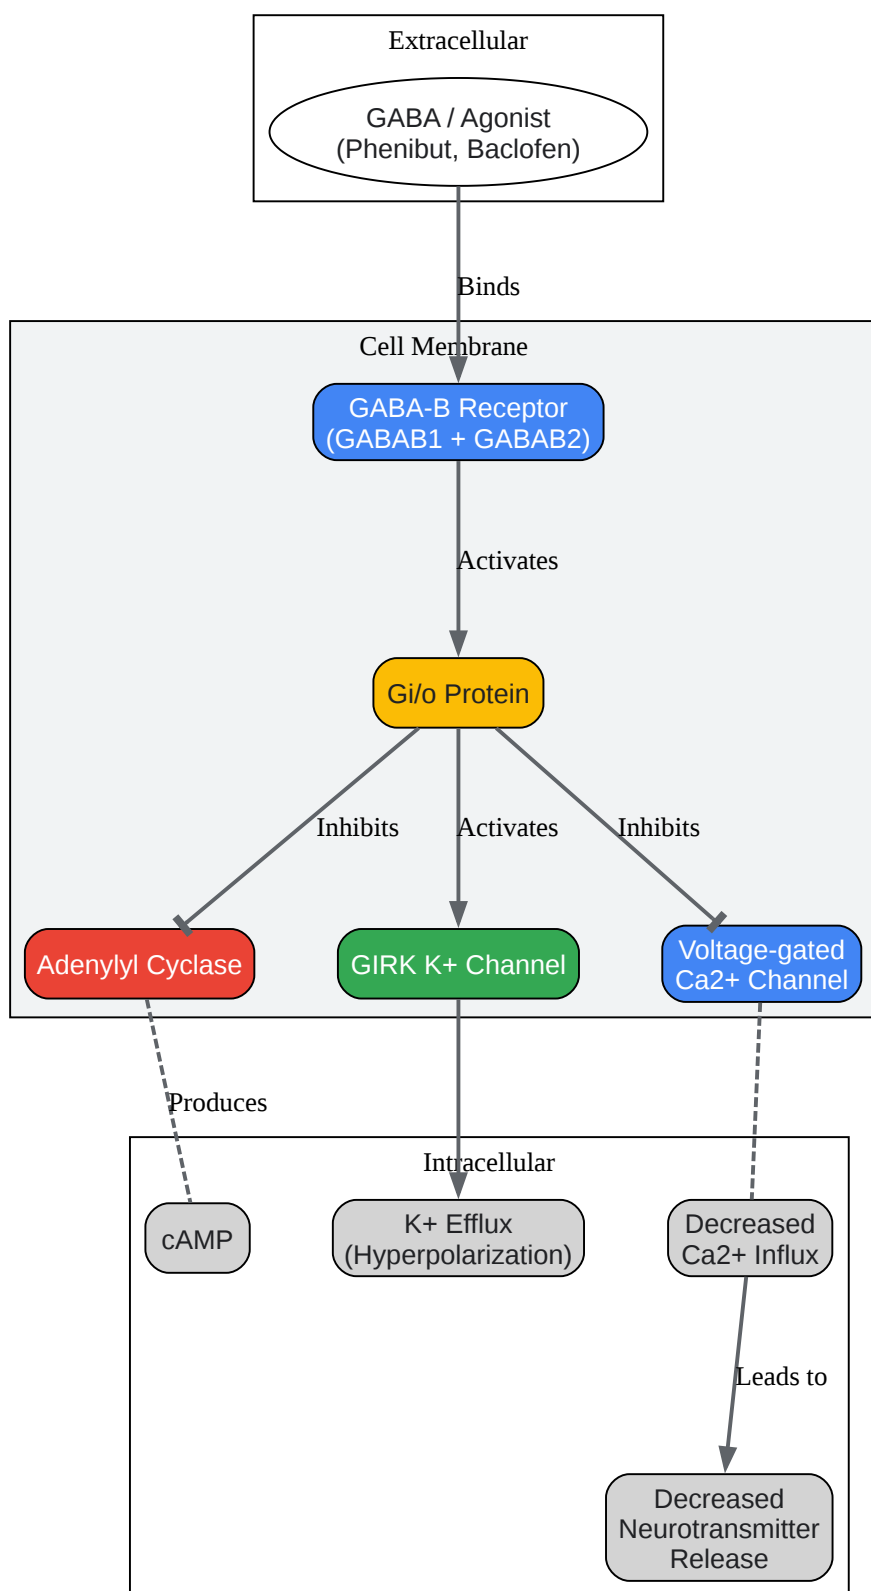 Extracellular
GABA / Agonist
(Phenibut, Baclofen)
Binds
Cell Membrane
GABA-B Receptor
(GABAB1 + GABAB2)
Activates
Gi/o Protein
Inhibits
Activates
Inhibits
Adenylyl Cyclase
GIRK K+ Channel
Voltage-gated
Ca2+ Channel
Produces
Intracellular
cAMP
K+ Efflux
(Hyperpolarization)
Decreased
Ca2+ Influx
Leads to
Decreased
Neurotransmitter
Release